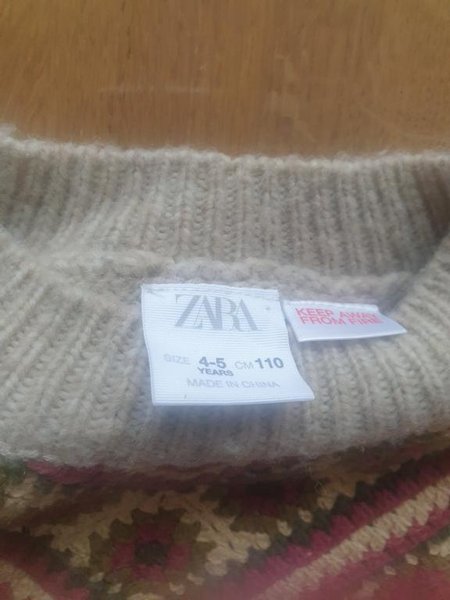 ZARA
SIZE 4-5 CM 110
YEARS
MADE IN CHINA
KEEP AWAY
FROM FIRE